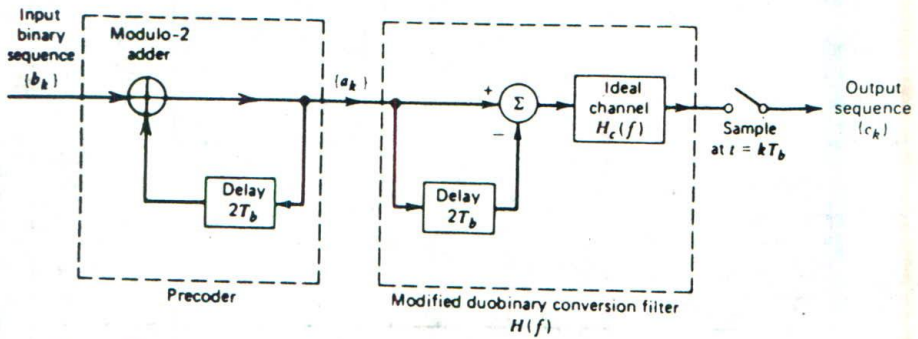 Input
binary
sequence
{b_k}
Modulo-2
adder
{a_k}
Delay
2T_b
Precoder
+
Σ
−
Delay
2T_b
Ideal
channel
H_c(f)
Modified duobinary conversion filter
H(f)
Sample
at t = kT_b
Output
sequence
{c_k}